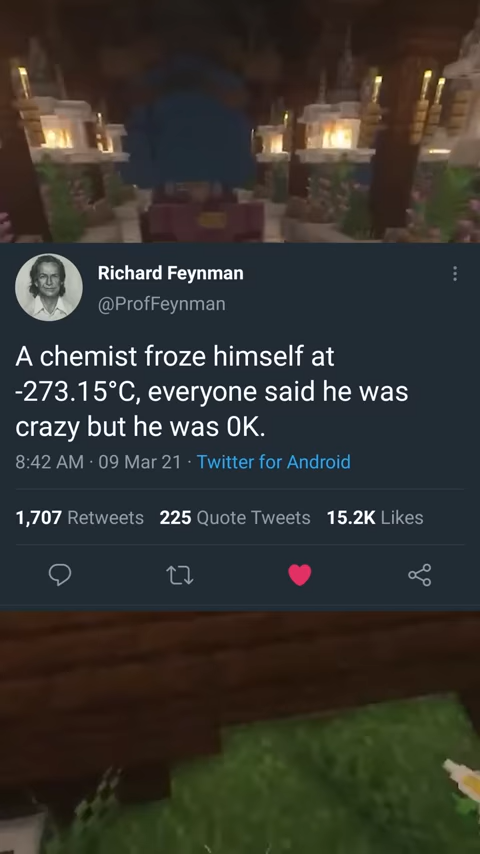 Richard Feynman
@ProfFeynman
A chemist froze himself at
-273.15°C, everyone said he was
crazy but he was 0K.
8:42 AM · 09 Mar 21 · Twitter for Android
1,707 Retweets 225 Quote Tweets 15.2K Likes